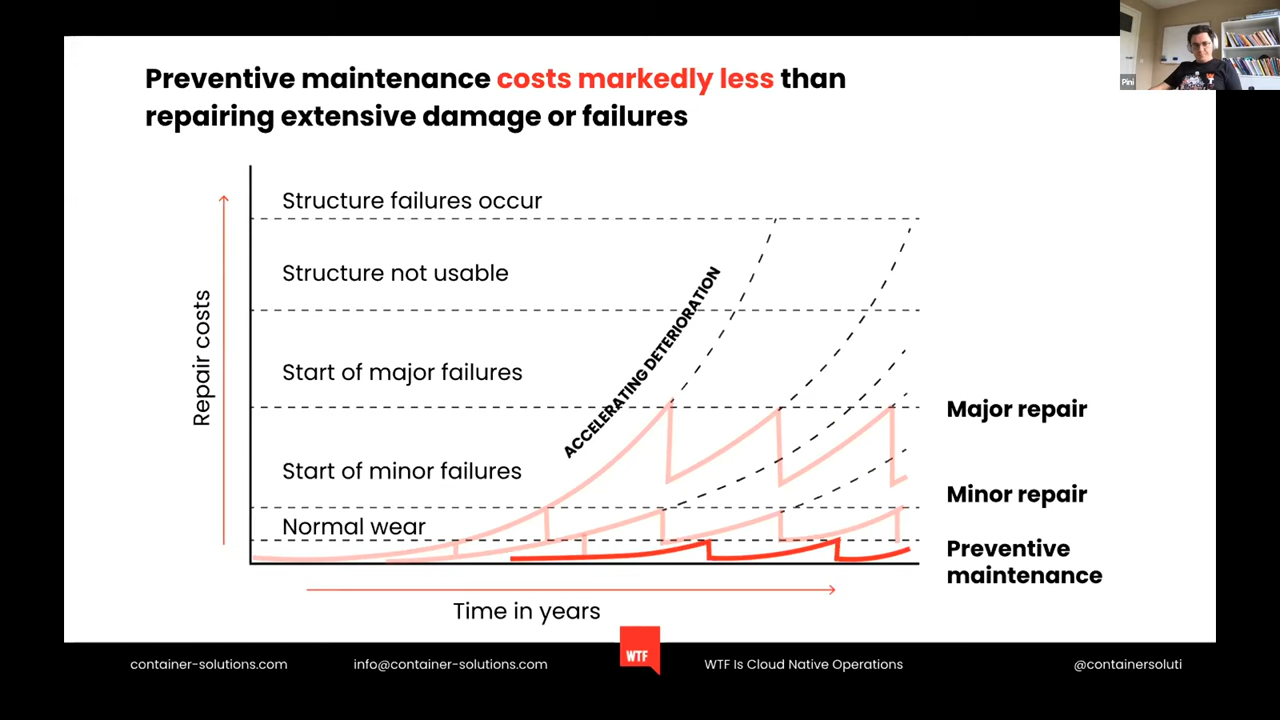 Preventive maintenance costs markedly less than
repairing extensive damage or failures
Pini
Structure failures occur
Structure not usable
Start of major failures
Start of minor failures
Normal wear
Repair costs
ACCELERATING DETERIORATION
Major repair
Minor repair
Preventive
maintenance
Time in years
container-solutions.com
info@container-solutions.com
WTF
WTF Is Cloud Native Operations
@containersoluti